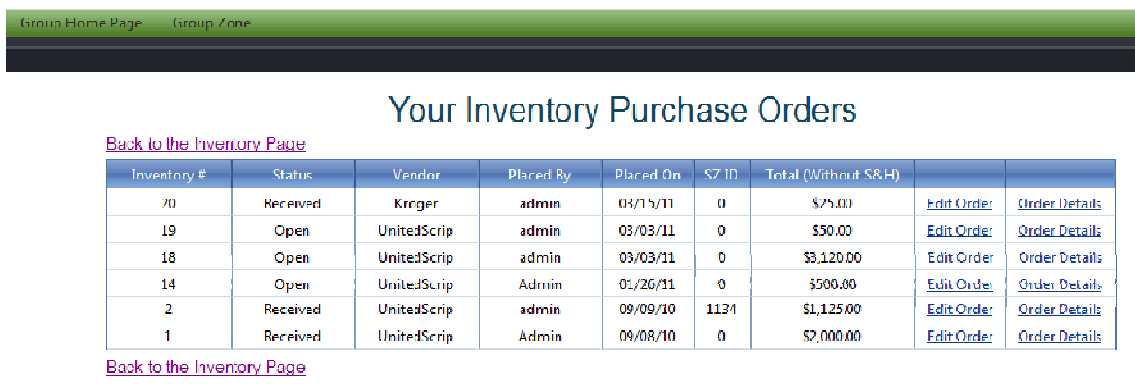 Group Home Page Group Zone
Your Inventory Purchase Orders
Back to the Inventory Page
Inventory # Status Vendor Placed By Placed On SZ ID Total (Without S&H)
20 Received Kroger admin 03/15/11 0 $25.00 Edit Order Order Details
19 Open UnitedScrip admin 03/03/11 0 $50.00 Edit Order Order Details
18 Open UnitedScrip admin 03/03/11 0 $3,120.00 Edit Order Order Details
14 Open UnitedScrip Admin 01/26/11 0 $500.00 Edit Order Order Details
2 Received UnitedScrip admin 09/09/10 1134 $1,125.00 Edit Order Order Details
1 Received UnitedScrip Admin 09/08/10 0 $2,000.00 Edit Order Order Details
Back to the Inventory Page